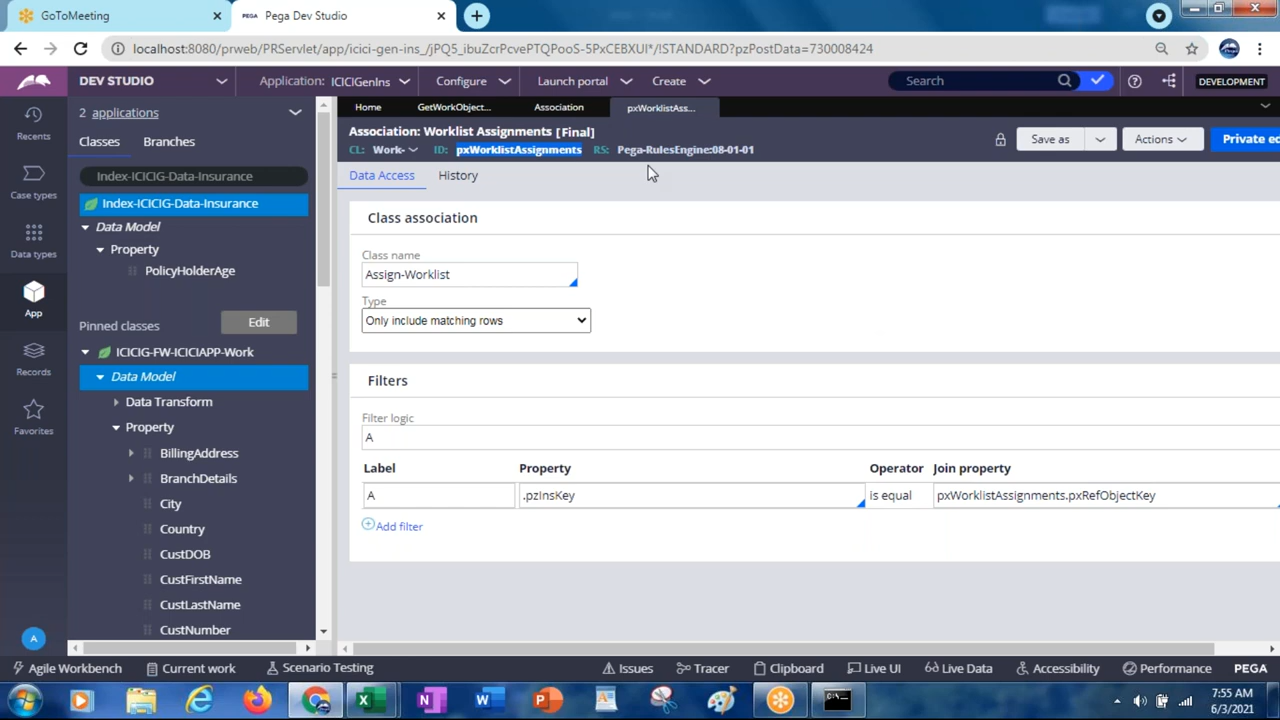 GoToMeeting
PEGA Pega Dev Studio
localhost:8080/prweb/PRServlet/app/icici-gen-ins_/jPQ5_ibuZcrPcvePTQPooS-5PxCEBXUI*/!STANDARD?pzPostData=730008424
DEV STUDIO
Application: ICICIGenIns
Configure
Launch portal
Create
Search
DEVELOPMENT
Recents
Case types
Data types
App
Records
Favorites
A
2 applications
Classes Branches
Index-ICICIG-Data-Insurance
Index-ICICIG-Data-Insurance
Data Model
Property
PolicyHolderAge
Pinned classes Edit
ICICIG-FW-ICICIAPP-Work
Data Model
Data Transform
Property
BillingAddress
BranchDetails
City
Country
CustDOB
CustFirstName
CustLastName
CustNumber
Home GetWorkObject... Association pxWorklistAss...
Association: Worklist Assignments [Final]
CL: Work- ID: pxWorklistAssignments RS: Pega-RulesEngine:08-01-01
Save as Actions Private ec
Data Access History
Class association
Class name
Assign-Worklist
Type
Only include matching rows
Filters
Filter logic
A
Label Property Operator Join property
A .pzInsKey is equal pxWorklistAssignments.pxRefObjectKey
Add filter
Agile Workbench Current work Scenario Testing Issues Tracer Clipboard Live UI Live Data Accessibility Performance PEGA
7:55 AM
6/3/2021